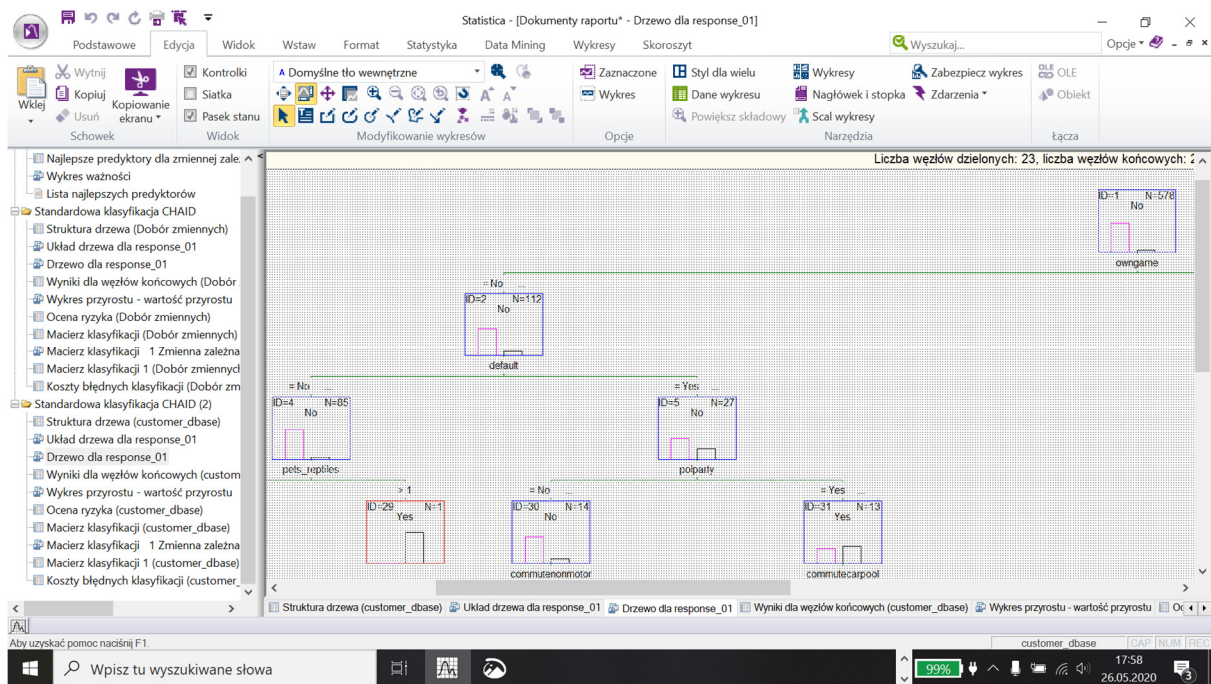 Statistica - [Dokumenty raportu* - Drzewo dla response_01]
Podstawowe Edycja Widok Wstaw Format Statystyka Data Mining Wykresy Skoroszyt Wyszukaj... Opcje
Wklej
Wytnij
Kopiuj
Usuń
Kopiowanie
ekranu
Schowek
Kontrolki
Siatka
Pasek stanu
Widok
A Domyślne tło wewnętrzne
Modyfikowanie wykresów
Zaznaczone
Wykres
Opcje
Styl dla wielu
Dane wykresu
Powiększ składowy
Wykresy
Nagłówek i stopka
Scal wykresy
Zabezpiecz wykres
Zdarzenia
Narzędzia
OLE
Obiekt
Łącza
Najlepsze predyktory dla zmiennej zale:
Wykres ważności
Lista najlepszych predyktorów
Standardowa klasyfikacja CHAID
Struktura drzewa (Dobór zmiennych)
Układ drzewa dla response_01
Drzewo dla response_01
Wyniki dla węzłów końcowych (Dobór
Wykres przyrostu - wartość przyrostu
Ocena ryzyka (Dobór zmiennych)
Macierz klasyfikacji (Dobór zmiennych)
Macierz klasyfikacji 1 Zmienna zależna
Macierz klasyfikacji 1 (Dobór zmiennych
Koszty błędnych klasyfikacji (Dobór zm
Standardowa klasyfikacja CHAID (2)
Struktura drzewa (customer_dbase)
Układ drzewa dla response_01
Drzewo dla response_01
Wyniki dla węzłów końcowych (custom
Wykres przyrostu - wartość przyrostu
Ocena ryzyka (customer_dbase)
Macierz klasyfikacji (customer_dbase)
Macierz klasyfikacji 1 Zmienna zależna
Macierz klasyfikacji 1 (customer_dbase)
Koszty błędnych klasyfikacji (customer_
Liczba węzłów dzielonych: 23, liczba węzłów końcowych: 2
ID=1 N=578
No
owngame
= No ...
ID=2 N=112
No
default
= No ...
ID=4 N=85
No
pets_reptiles
= Yes ...
ID=5 N=27
No
polparty
> 1
ID=29 N=1
Yes
= No ...
ID=30 N=14
No
commutenonmotor
= Yes ...
ID=31 N=13
Yes
commutecarpool
Struktura drzewa (customer_dbase) Układ drzewa dla response_01 Drzewo dla response_01 Wyniki dla węzłów końcowych (customer_dbase) Wykres przyrostu - wartość przyrostu Oc
Aby uzyskać pomoc naciśnij F1. customer_dbase CAP NUM REC
Wpisz tu wyszukiwane słowa
99%
17:58
26.05.2020
3